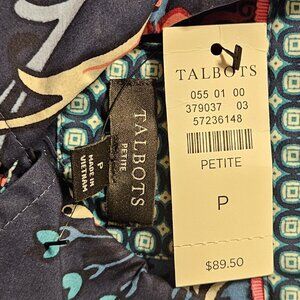 TALBOTS
055 01 00
379037 03
57236148
PETITE
P
$89.50
TALBOTS
PETITE
P
MADE IN
VIETNAM